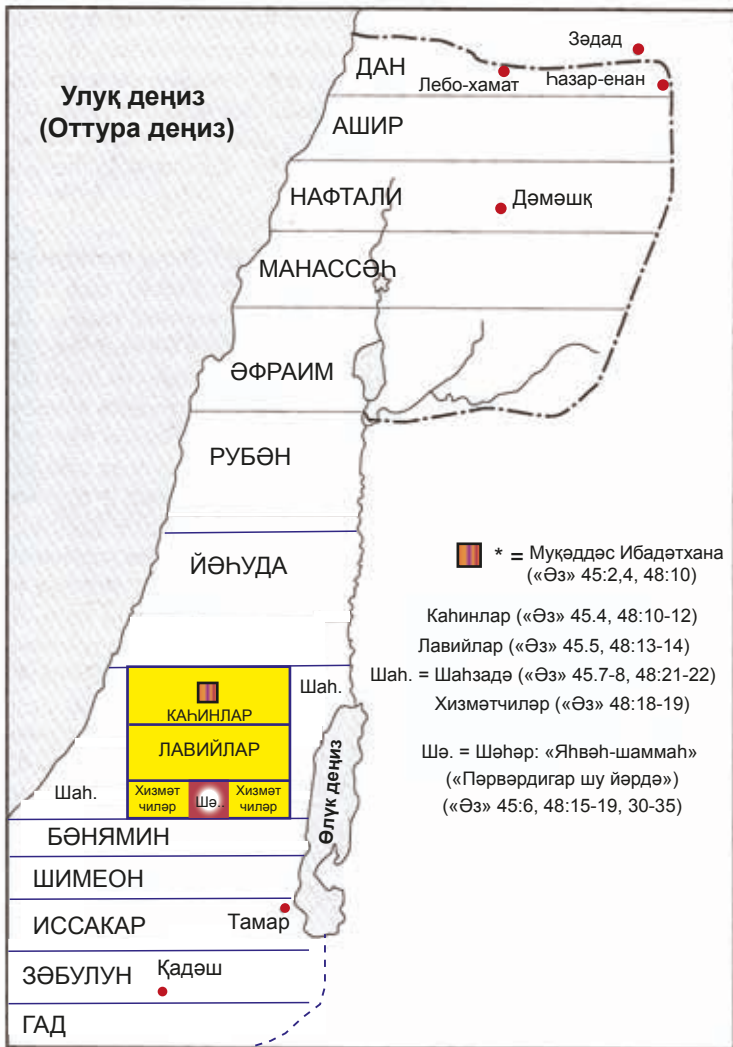 Зәдад
ДАН
Лебо-хамат
Һазар-енан
Улуқ деңиз
(Оттура деңиз)
АШИР
НАФТАЛИ
Дәмәшқ
МАНАССӘҺ
ӘФРАИМ
РУБӘН
ЙӘҺУДА
* = Муқәддәс Ибадәтхана
(«Әз» 45:2,4, 48:10)
Каһинлар («Әз» 45.4, 48:10-12)
Лавийлар («Әз» 45.5, 48:13-14)
Шаһ. = Шаһзадә («Әз» 45.7-8, 48:21-22)
Хизмәтчиләр («Әз» 48:18-19)
Шә. = Шәһәр: «Яһвәһ-шаммаһ»
(«Пәрвәрдигар шу йәрдә»)
(«Әз» 45:6, 48:15-19, 30-35)
Шаһ.
КАҺИНЛАР
ЛАВИЙЛАР
Шаһ.
Хизмәт
чиләр
Шә..
Хизмәт
чиләр
Өлүк деңиз
БӘНЯМИН
ШИМЕОН
ИССАКАР
Тамар
ЗӘБУЛУН
Қадәш
ГАД